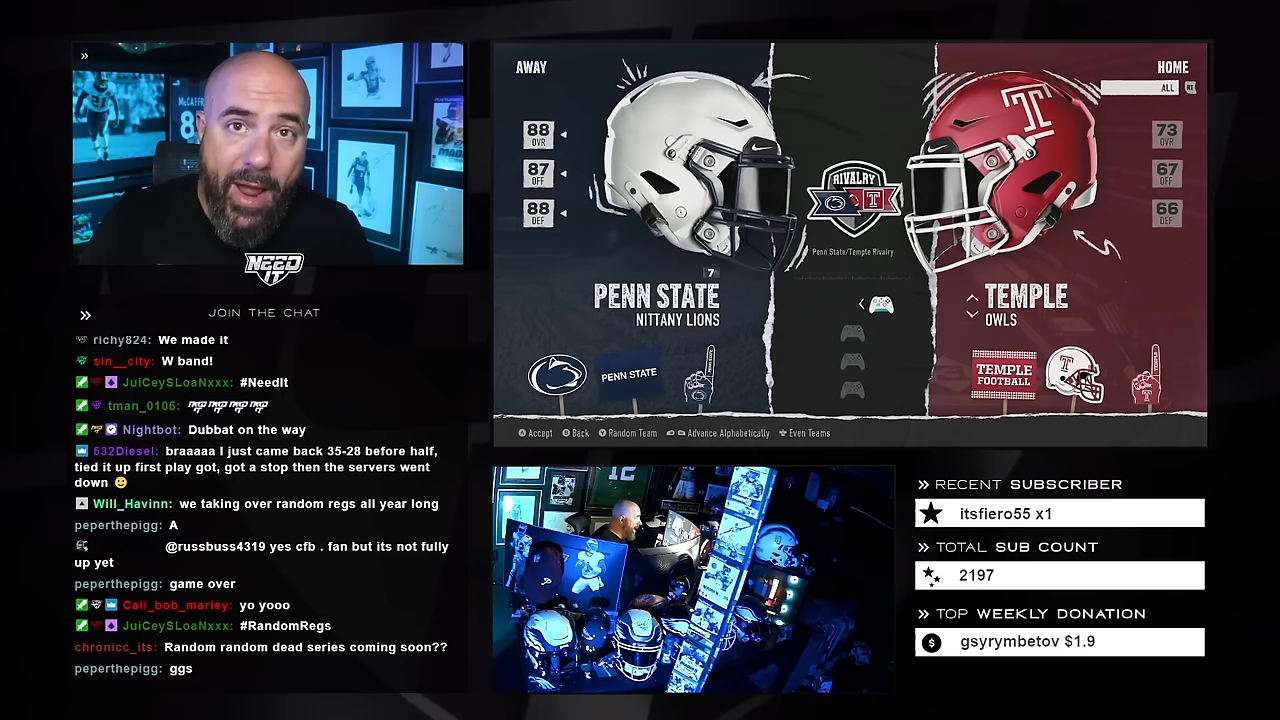 McCAFF
8
NEED
IT
JOIN THE CHAT
richy824: We made it
sin__city: W band!
JuiCeySLoaNxxx: #NeedIt
tman_0106:
Nightbot: Dubbat on the way
632Diesel: braaaaa I just came back 35-28 before half,
tied it up first play got, got a stop then the servers went
down
Will_Havinn: we taking over random regs all year long
peperthepigg: A
@russbuss4319 yes cfb . fan but its not fully
up yet
peperthepigg: game over
Cali_bob_marley: yo yooo
JuiCeySLoaNxxx: #RandomRegs
chronicc_its: Random random dead series coming soon??
peperthepigg: ggs
AWAY
HOME
ALL
88
OVR
87
OFF
88
DEF
73
OVR
67
OFF
66
DEF
T
RIVALRY
T
Penn State/Temple Rivalry
7
PENN STATE
NITTANY LIONS
TEMPLE
OWLS
PENN STATE
TEMPLE
FOOTBALL
T
Accept
Back
Random Team
Advance Alphabetically
Even Teams
12
RECENT SUBSCRIBER
itsfiero55 x1
TOTAL SUB COUNT
2197
TOP WEEKLY DONATION
gsyrymbetov $1.9